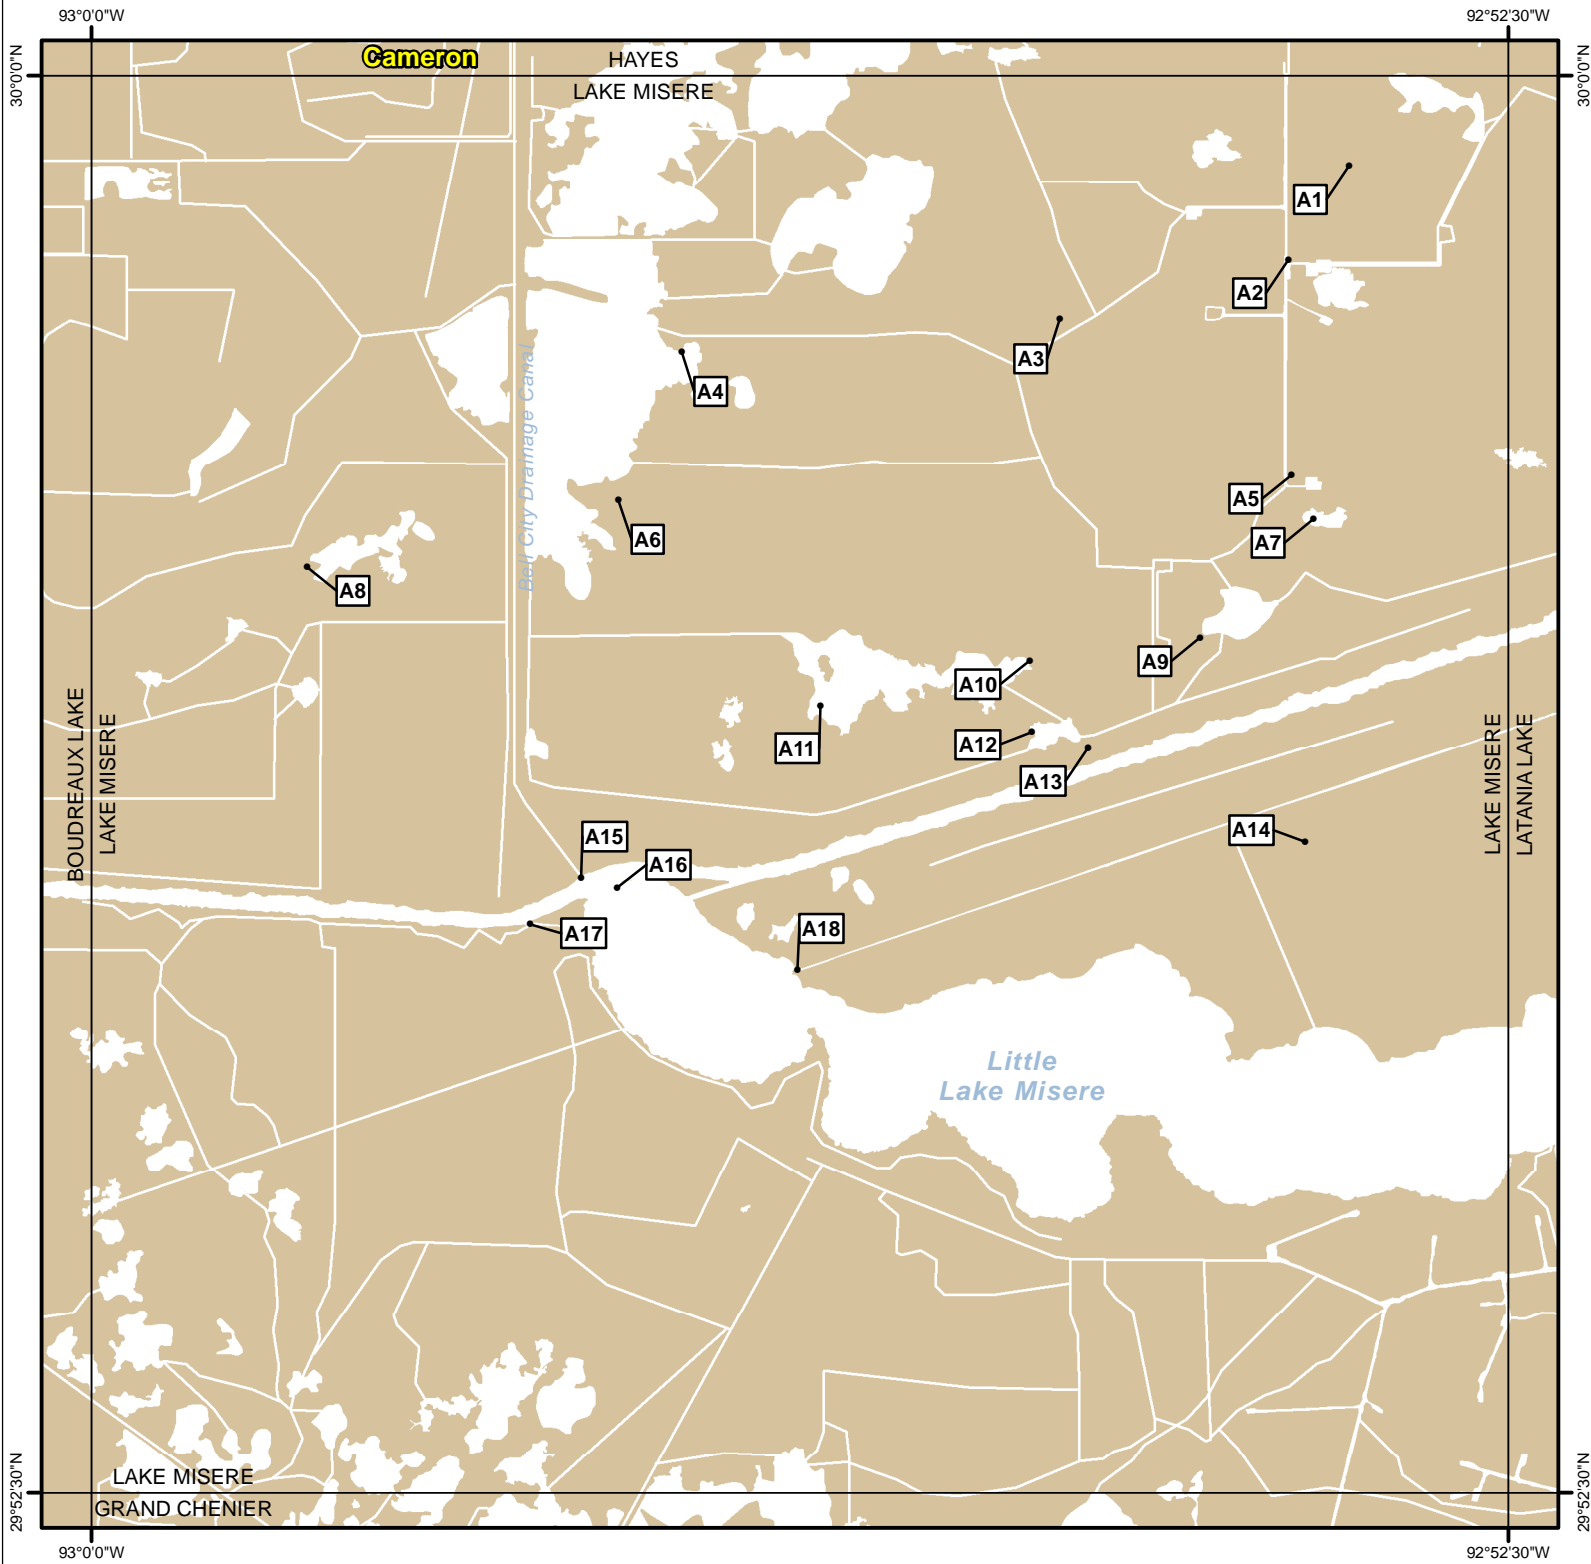 93°0'0"W
92°52'30"W
30°0'0"N
30°0'0"N
Cameron
HAYES
LAKE MISERE
A1
A2
A3
A4
Bell City Drainage Canal
A5
A6
A7
A8
A9
A10
A11
A12
A13
BOUDREAUX LAKE
LAKE MISERE
LAKE MISERE
LATANIA LAKE
A14
A15
A16
A17
A18
Little
Lake Misere
LAKE MISERE
GRAND CHENIER
29°52'30"N
29°52'30"N
93°0'0"W
92°52'30"W